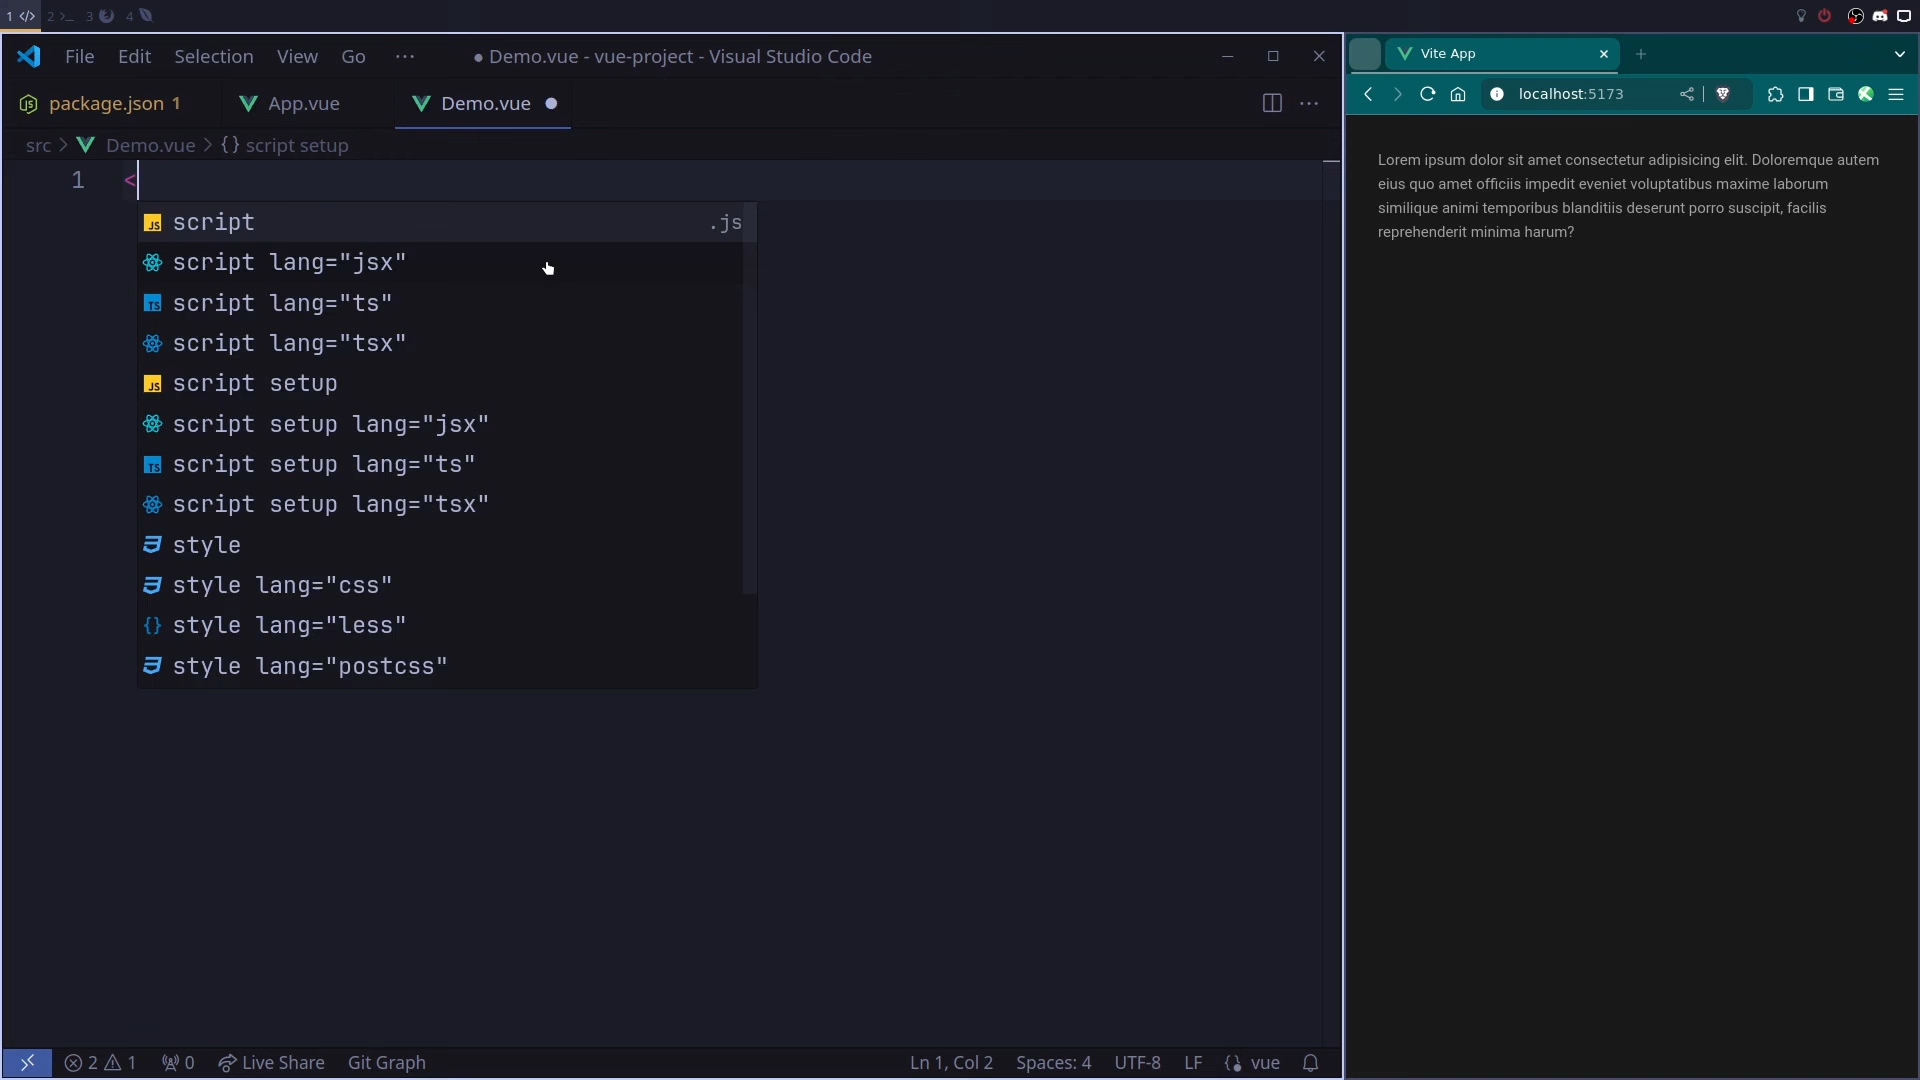 1 2 3 4
File Edit Selection View Go ··· ● Demo.vue - vue-project - Visual Studio Code
package.json 1 App.vue Demo.vue ●
src > Demo.vue > {} script setup
1 <
script .js
script lang="jsx"
script lang="ts"
script lang="tsx"
script setup
script setup lang="jsx"
script setup lang="ts"
script setup lang="tsx"
style
style lang="css"
style lang="less"
style lang="postcss"
2 1 0 Live Share Git Graph Ln 1, Col 2 Spaces: 4 UTF-8 LF vue
Vite App
localhost:5173
Lorem ipsum dolor sit amet consectetur adipisicing elit. Doloremque autem
eius quo amet officiis impedit eveniet voluptatibus maxime laborum
similique animi temporibus blanditiis deserunt porro suscipit, facilis
reprehenderit minima harum?